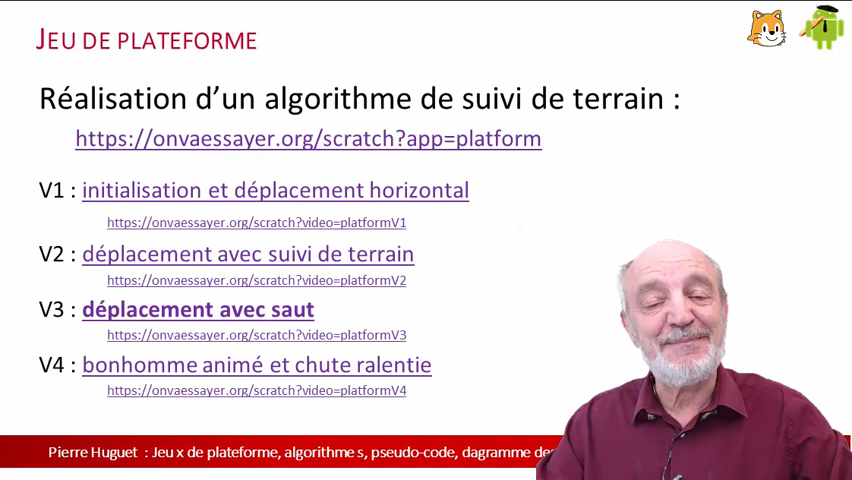 JEU DE PLATEFORME
Réalisation d’un algorithme de suivi de terrain :
https://onvaessayer.org/scratch?app=platform
V1 : initialisation et déplacement horizontal
https://onvaessayer.org/scratch?video=platformV1
V2 : déplacement avec suivi de terrain
https://onvaessayer.org/scratch?video=platformV2
V3 : déplacement avec saut
https://onvaessayer.org/scratch?video=platformV3
V4 : bonhomme animé et chute ralentie
https://onvaessayer.org/scratch?video=platformV4
Pierre Huguet : Jeu x de plateforme, algorithme s, pseudo-code, dagramme